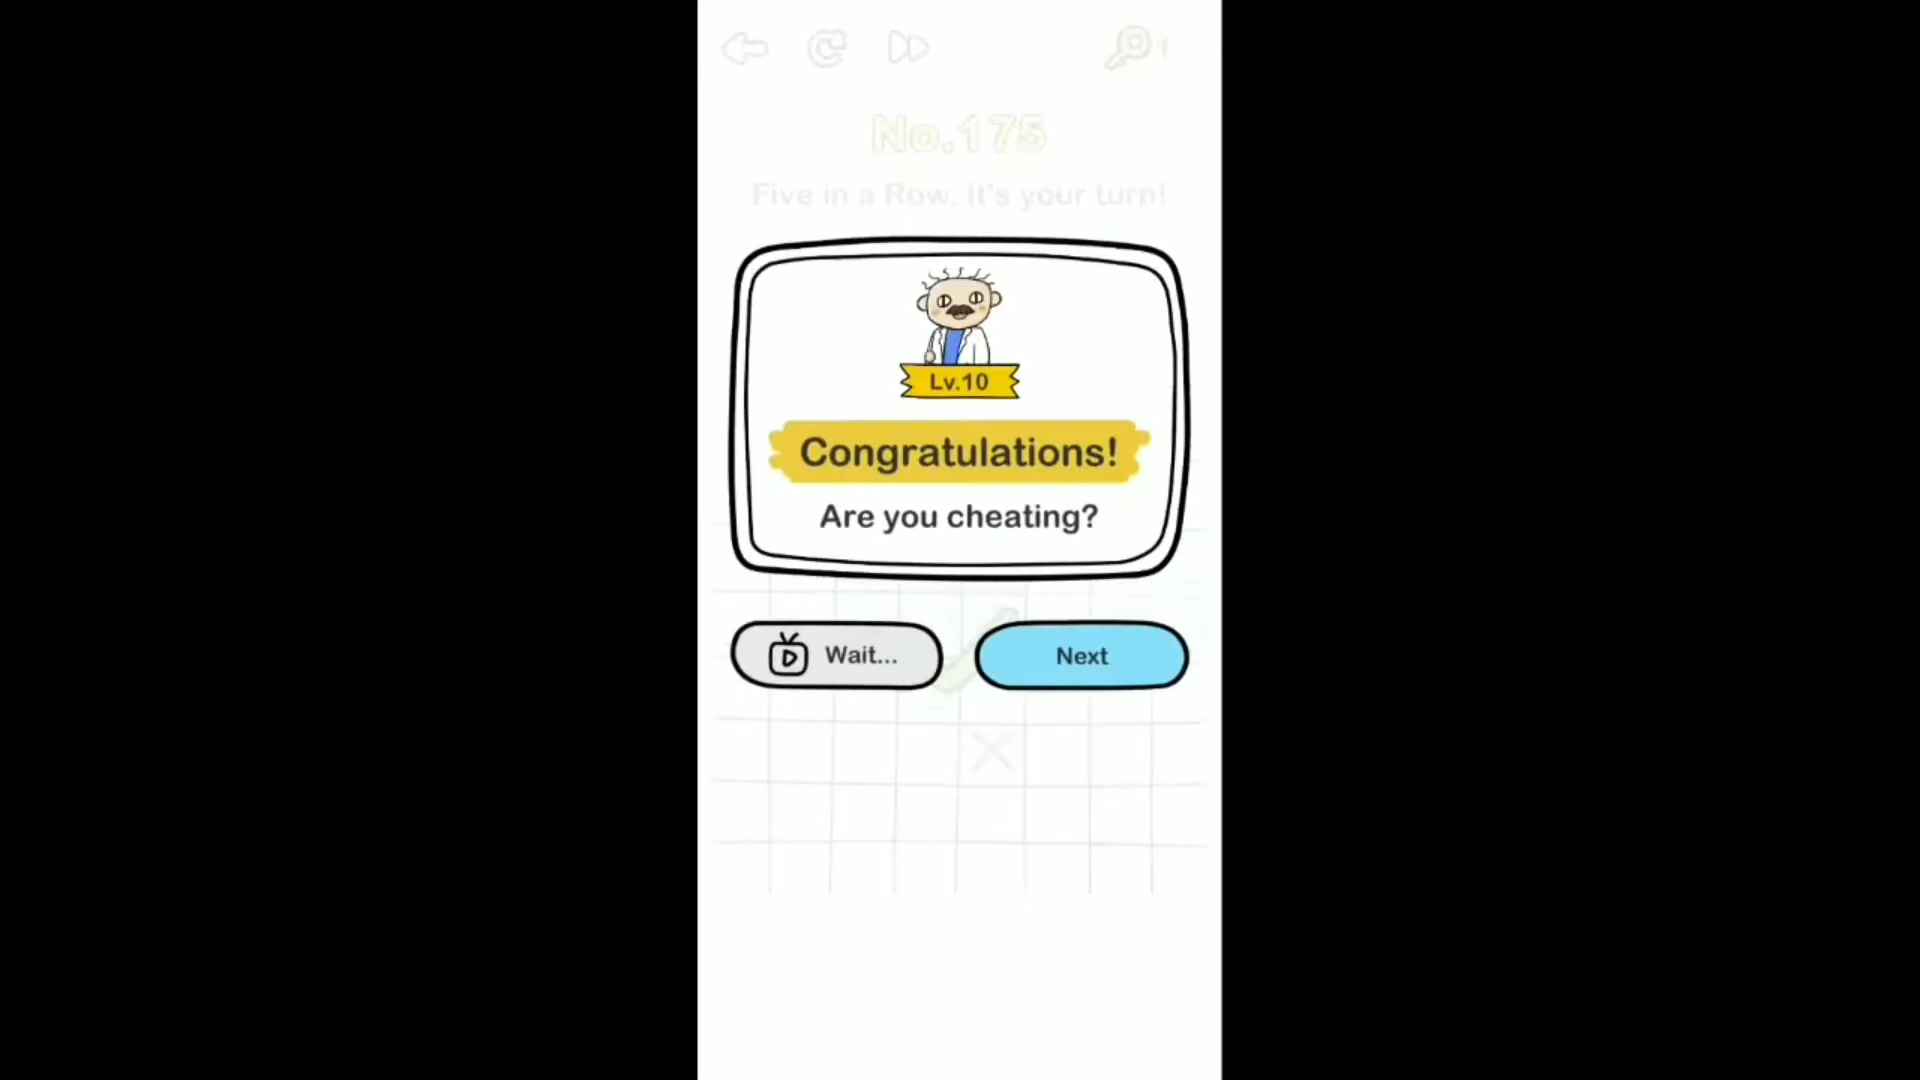 1
No.175
Five in a Row. It's your turn!
Lv.10
Congratulations!
Are you cheating?
Wait...
Next